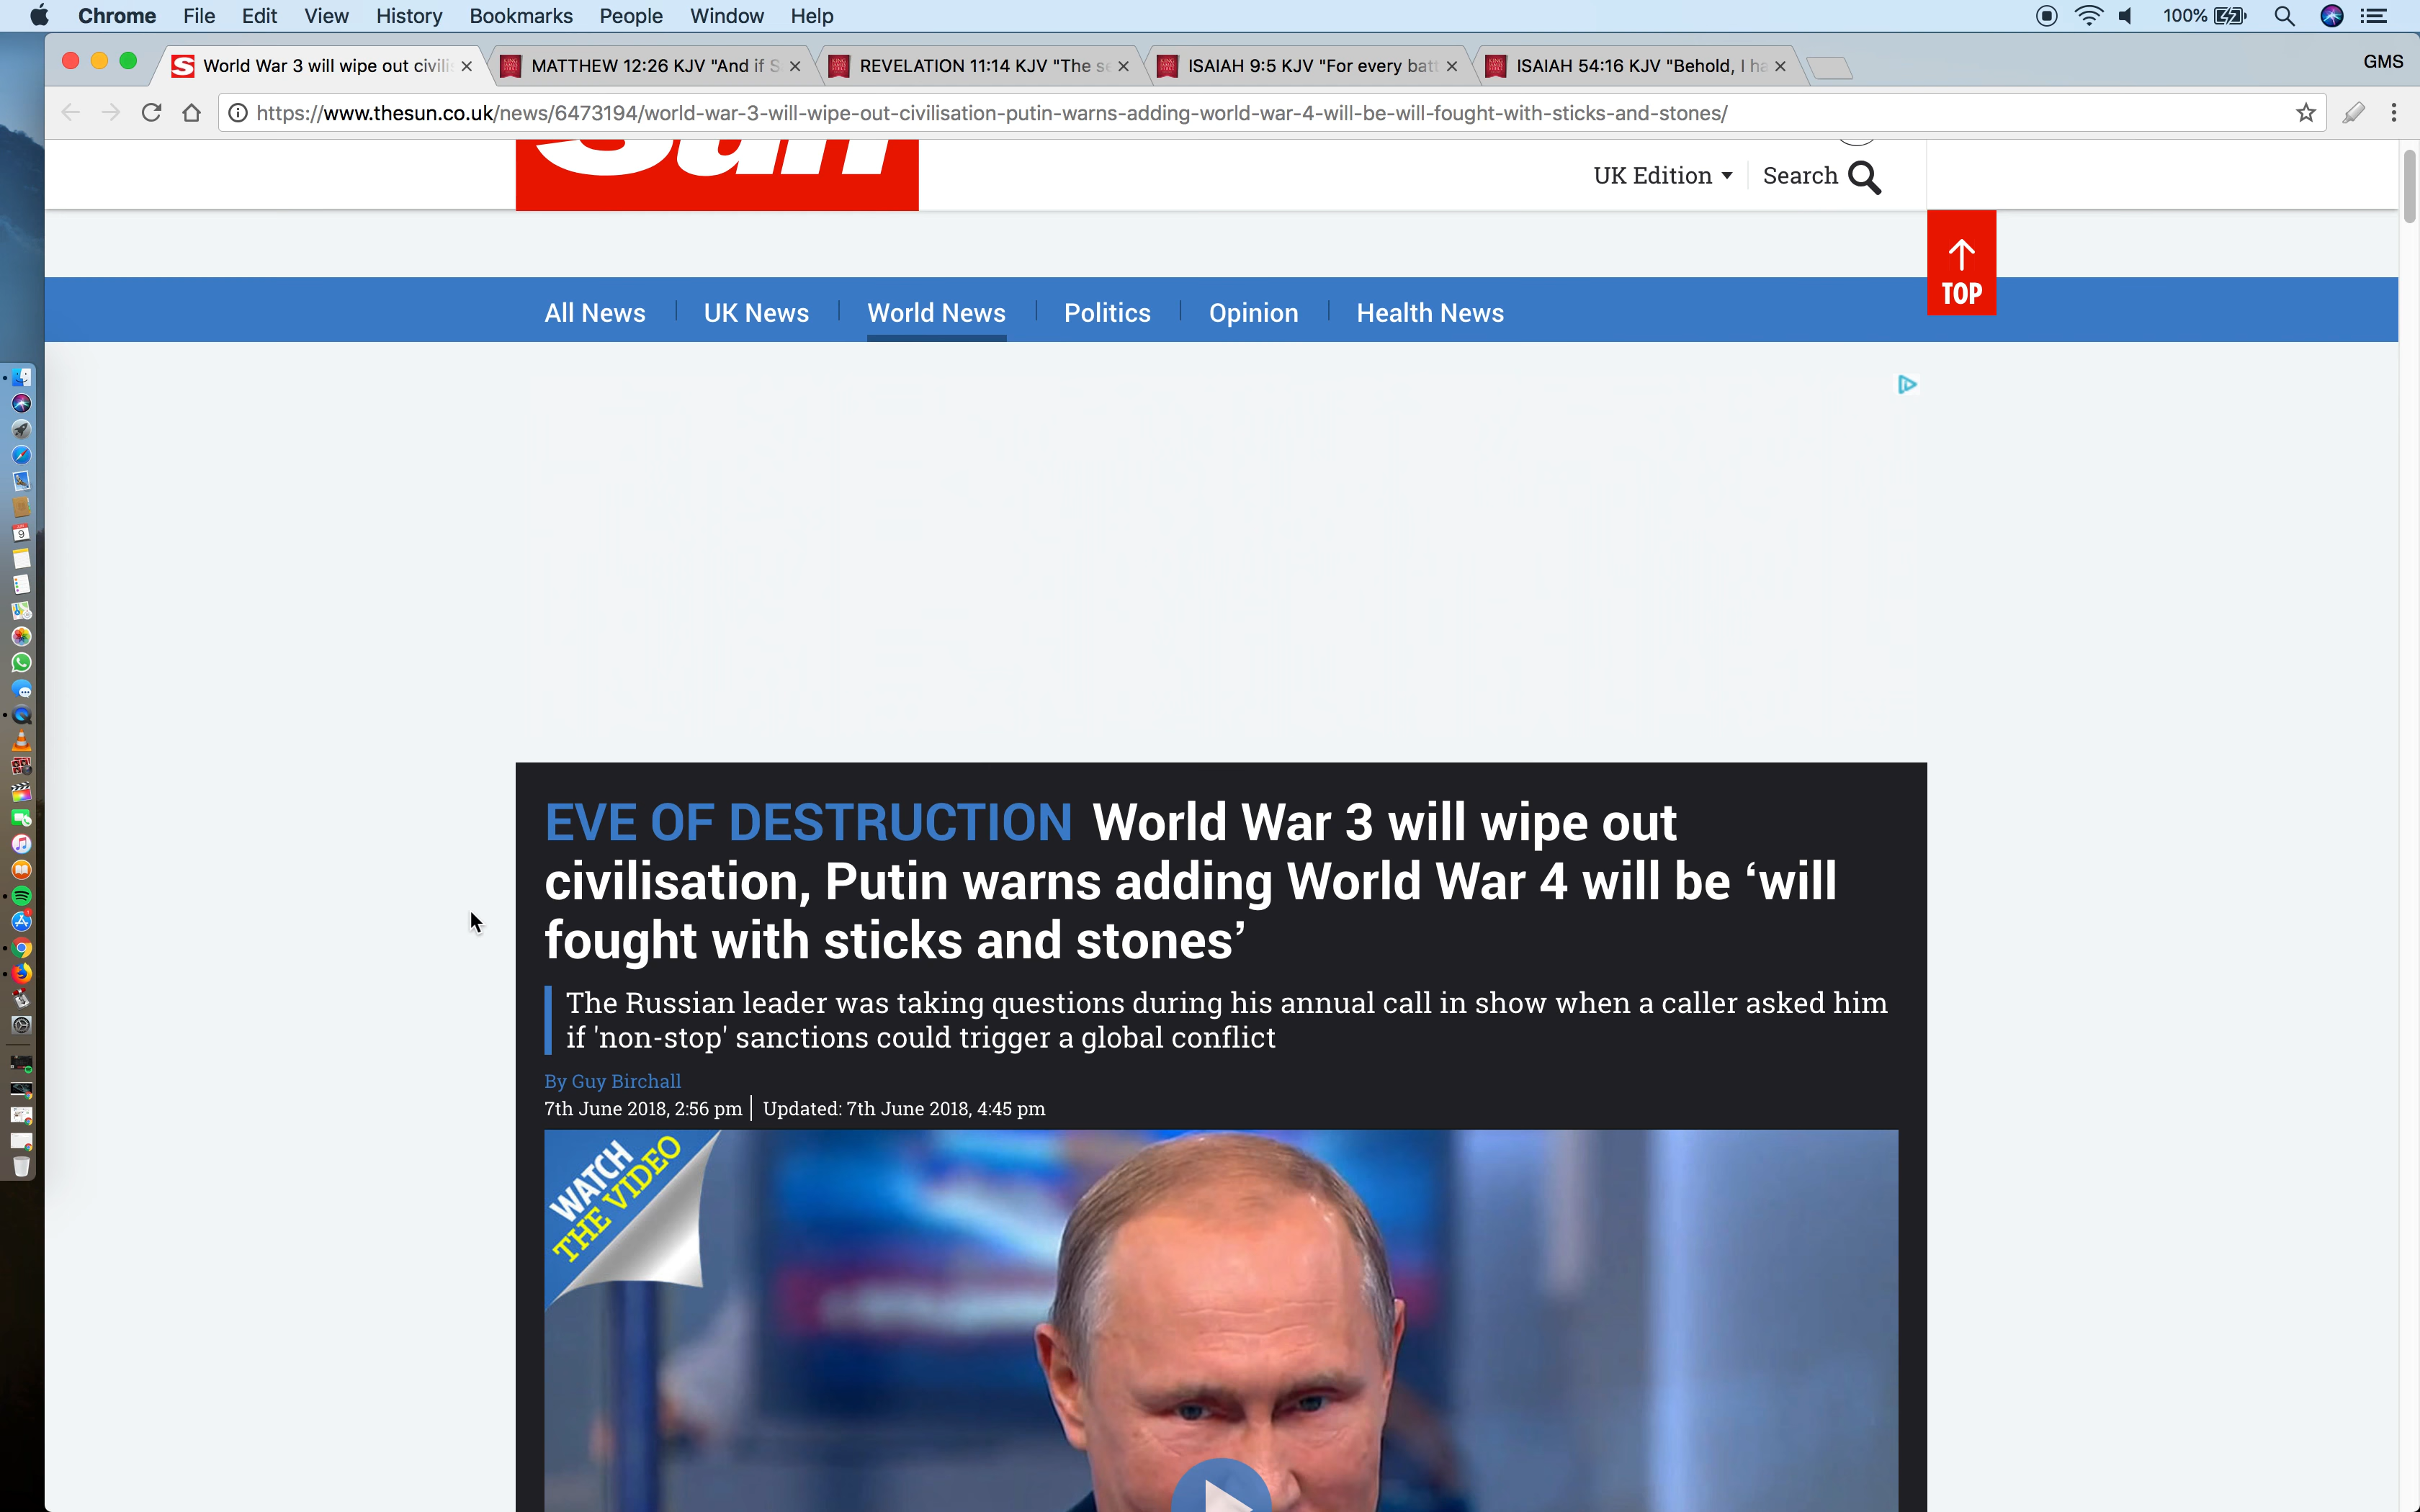 Chrome File Edit View History Bookmarks People Window Help 100%
World War 3 will wipe out civilis MATTHEW 12:26 KJV "And if S REVELATION 11:14 KJV "The se ISAIAH 9:5 KJV "For every batt ISAIAH 54:16 KJV "Behold, I ha GMS
https://www.thesun.co.uk/news/6473194/world-war-3-will-wipe-out-civilisation-putin-warns-adding-world-war-4-will-be-will-fought-with-sticks-and-stones/
Sun
UK Edition Search
TOP
All News UK News World News Politics Opinion Health News
EVE OF DESTRUCTION World War 3 will wipe out
civilisation, Putin warns adding World War 4 will be ‘will
fought with sticks and stones’
The Russian leader was taking questions during his annual call in show when a caller asked him
if 'non-stop' sanctions could trigger a global conflict
By Guy Birchall
7th June 2018, 2:56 pm | Updated: 7th June 2018, 4:45 pm
WATCH
THE VIDEO